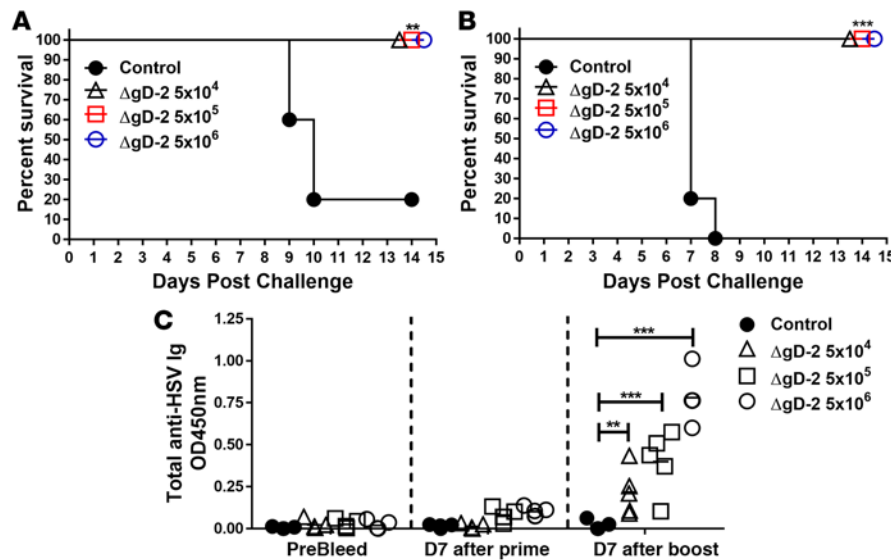 A
**
Percent survival
100
90
80
70
60
50
40
30
20
10
0
Control
ΔgD-2 5x10⁴
ΔgD-2 5x10⁵
ΔgD-2 5x10⁶
0 1 2 3 4 5 6 7 8 9 10 11 12 13 14 15
Days Post Challenge
B
***
Percent survival
100
90
80
70
60
50
40
30
20
10
0
Control
ΔgD-2 5x10⁴
ΔgD-2 5x10⁵
ΔgD-2 5x10⁶
0 1 2 3 4 5 6 7 8 9 10 11 12 13 14 15
Days Post Challenge
C
Total anti-HSV Ig
OD450nm
1.25
1.00
0.75
0.50
0.25
0.00
***
***
**
Control
ΔgD-2 5x10⁴
ΔgD-2 5x10⁵
ΔgD-2 5x10⁶
PreBleed
D7 after prime
D7 after boost